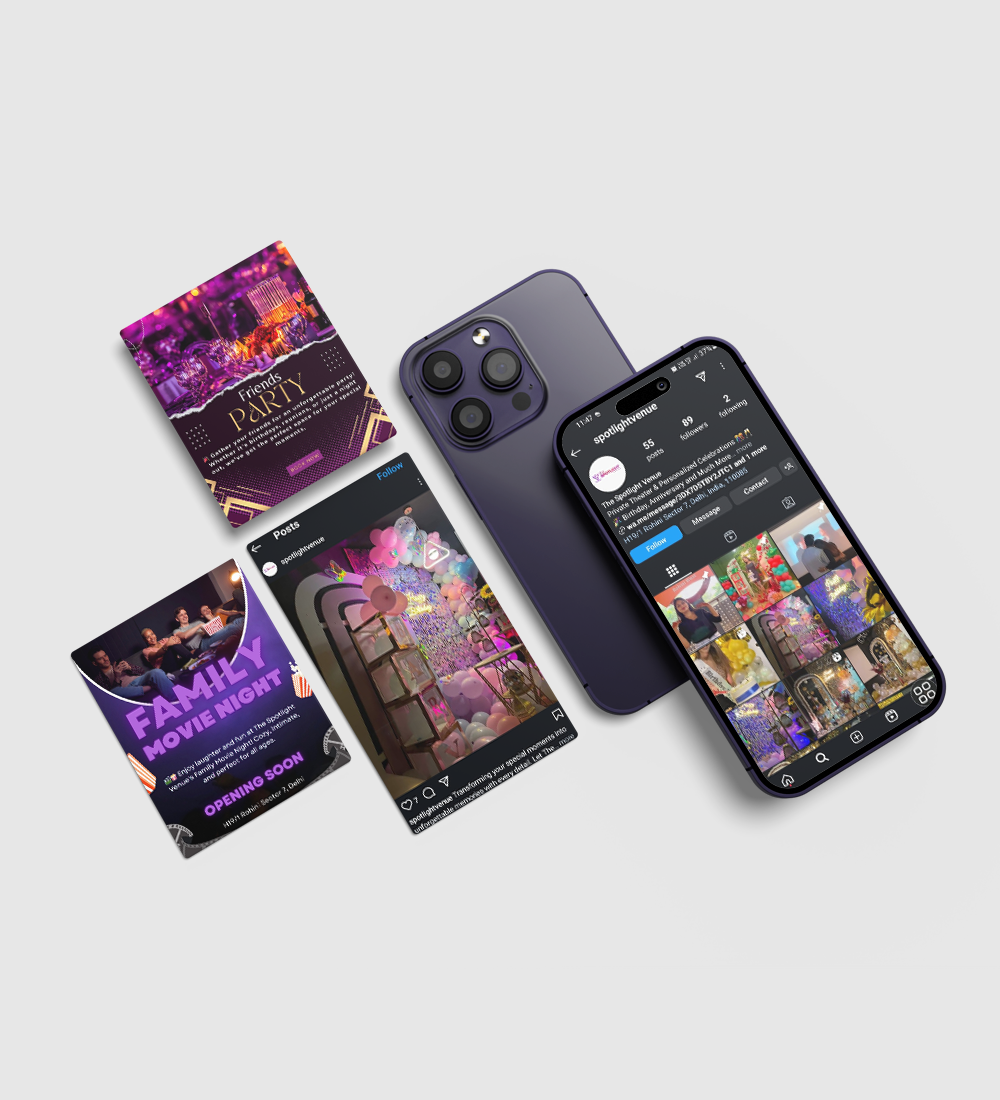 Friends
PARTY
🎉 Gather your friends for an unforgettable party!
Whether it's birthdays, reunions, or just a night
out, we've got the perfect space for your special
moments.
BOOK NOW
FAMILY
MOVIE NIGHT
🎬🍿 Enjoy laughter and fun at The Spotlight
Venue's Family Movie Night! Cozy, intimate,
and perfect for all ages.
OPENING SOON
H19/1 Rohini Sector 7, Delhi
Posts
Follow
spotlightvenue
7
spotlightvenue Transforming your special moments into
unforgettable memories with every detail. Let The... more
11:47
37%
spotlightvenue
55
posts
89
followers
2
following
The Spotlight Venue
Private Theater & Personalized Celebrations
Birthday, Anniversary and Much More... more
wa.me/message/3DX7D5TBYZJTC1 and 1 more
H19/1 Rohini Sector 7, Delhi, India, 110085
Follow
Message
Contact